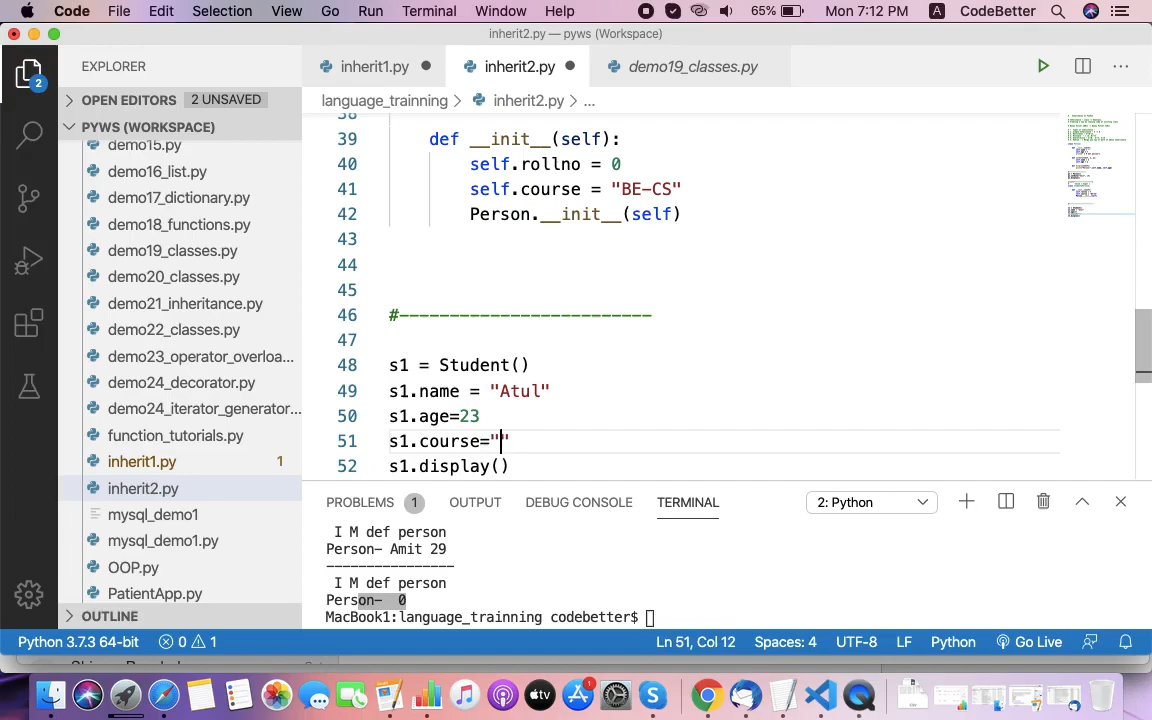 Code File Edit Selection View Go Run Terminal Window Help 65% Mon 7:12 PM A CodeBetter
inherit2.py — pyws (Workspace)
EXPLORER
inherit1.py
inherit2.py
demo19_classes.py
2
OPEN EDITORS 2 UNSAVED
language_trainning > inherit2.py > ...
PYWS (WORKSPACE)
demo15.py
demo16_list.py
demo17_dictionary.py
demo18_functions.py
demo19_classes.py
demo20_classes.py
demo21_inheritance.py
demo22_classes.py
demo23_operator_overloa...
demo24_decorator.py
demo24_iterator_generator...
function_tutorials.py
inherit1.py 1
inherit2.py
mysql_demo1
mysql_demo1.py
OOP.py
PatientApp.py
OUTLINE
38
39 def __init__(self):
40 self.rollno = 0
41 self.course = "BE-CS"
42 Person.__init__(self)
43
44
45
46 #-------------------------
47
48 s1 = Student()
49 s1.name = "Atul"
50 s1.age=23
51 s1.course=""
52 s1.display()
PROBLEMS 1 OUTPUT DEBUG CONSOLE TERMINAL 2: Python
I M def person
Person- Amit 29
----------------
I M def person
Person-  0
MacBook1:language_trainning codebetter$
Python 3.7.3 64-bit 0 1 Ln 51, Col 12 Spaces: 4 UTF-8 LF Python Go Live
1